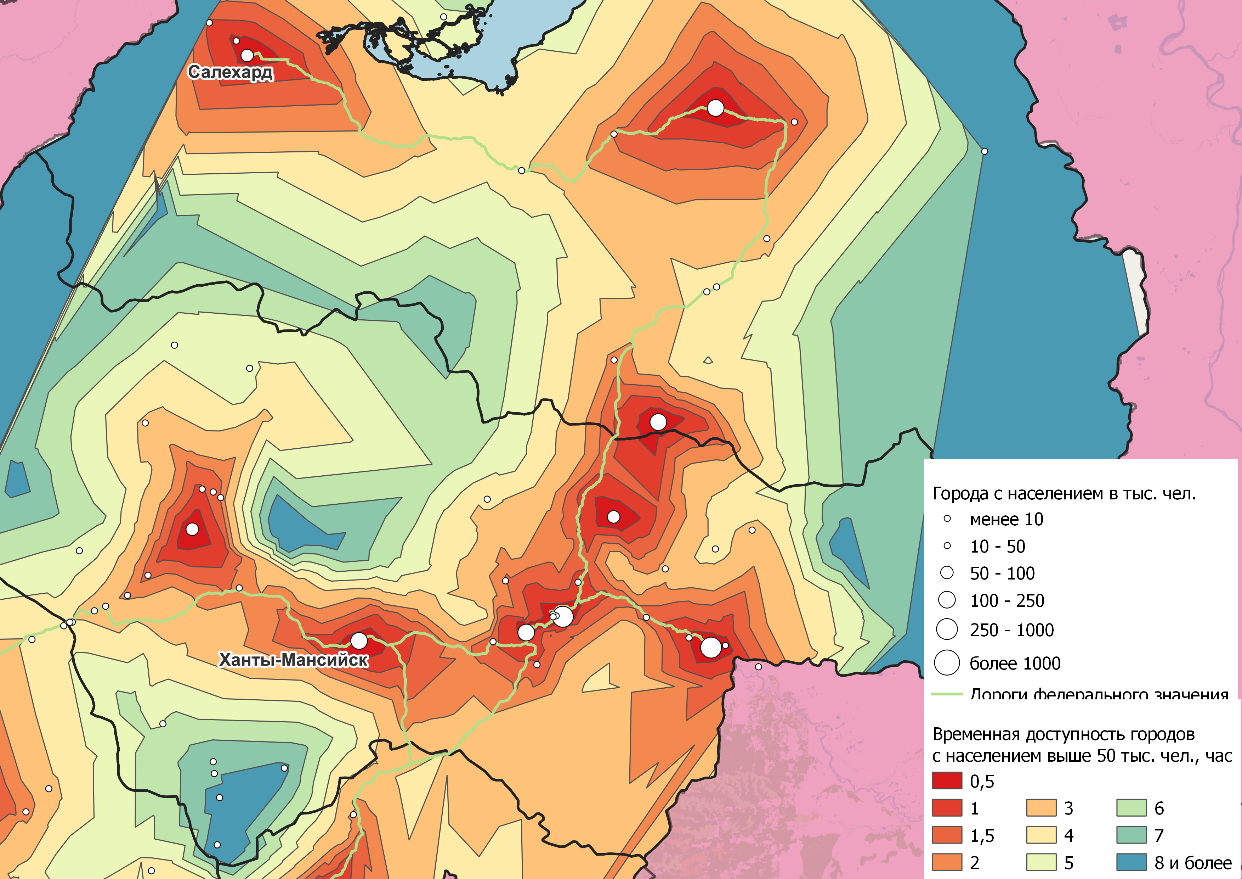 Салехард
Ханты-Мансийск
Города с населением в тыс. чел.
менее 10
10 - 50
50 - 100
100 - 250
250 - 1000
более 1000
Дороги федерального значения
Временная доступность городов
с населением выше 50 тыс. чел., час
0,5
1 3 6
1,5 4 7
2 5 8 и более